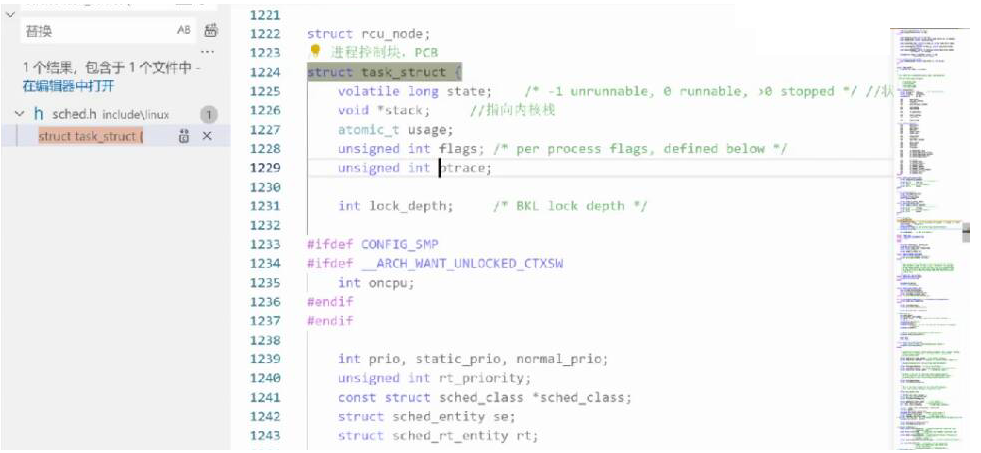 替换 AB
...
1 个结果，包含于 1 个文件中 -
在编辑器中打开
h sched.h include\linux 1
struct task_struct {
1221
1222 struct rcu_node;
1223 进程控制块、PCB
1224 struct task_struct {
1225 volatile long state; /* -1 unrunnable, 0 runnable, >0 stopped */ //状
1226 void *stack; //指向内核栈
1227 atomic_t usage;
1228 unsigned int flags; /* per process flags, defined below */
1229 unsigned int ptrace;
1230
1231 int lock_depth; /* BKL lock depth */
1232
1233 #ifdef CONFIG_SMP
1234 #ifdef __ARCH_WANT_UNLOCKED_CTXSW
1235 int oncpu;
1236 #endif
1237 #endif
1238
1239 int prio, static_prio, normal_prio;
1240 unsigned int rt_priority;
1241 const struct sched_class *sched_class;
1242 struct sched_entity se;
1243 struct sched_rt_entity rt;